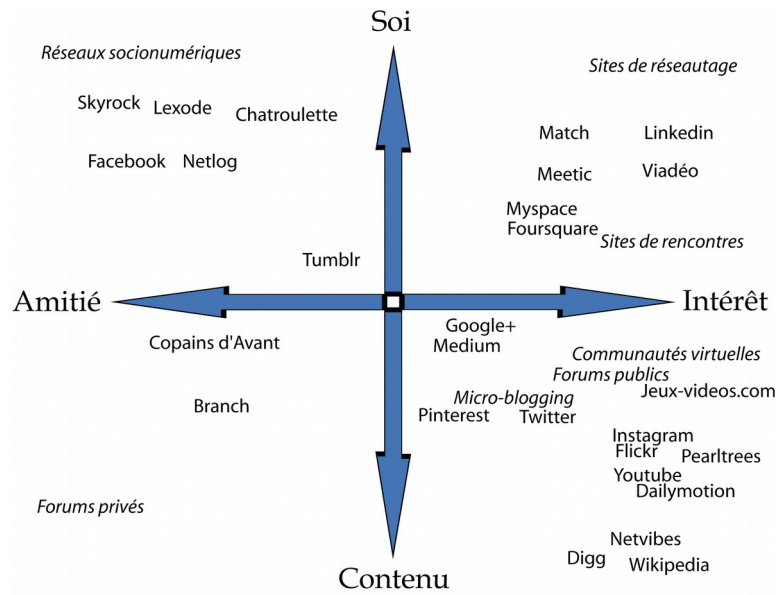 Soi
Réseaux socionumériques
Sites de réseautage
Skyrock Lexode Chatroulette
Match Linkedin
Facebook Netlog
Meetic Viadéo
Myspace
Foursquare
Sites de rencontres
Tumblr
Amitié
Intérêt
Google+
Medium
Copains d'Avant
Communautés virtuelles
Forums publics
Jeux-videos.com
Micro-blogging
Branch
Pinterest Twitter
Instagram
Flickr Pearltrees
Youtube
Dailymotion
Forums privés
Netvibes
Digg Wikipedia
Contenu